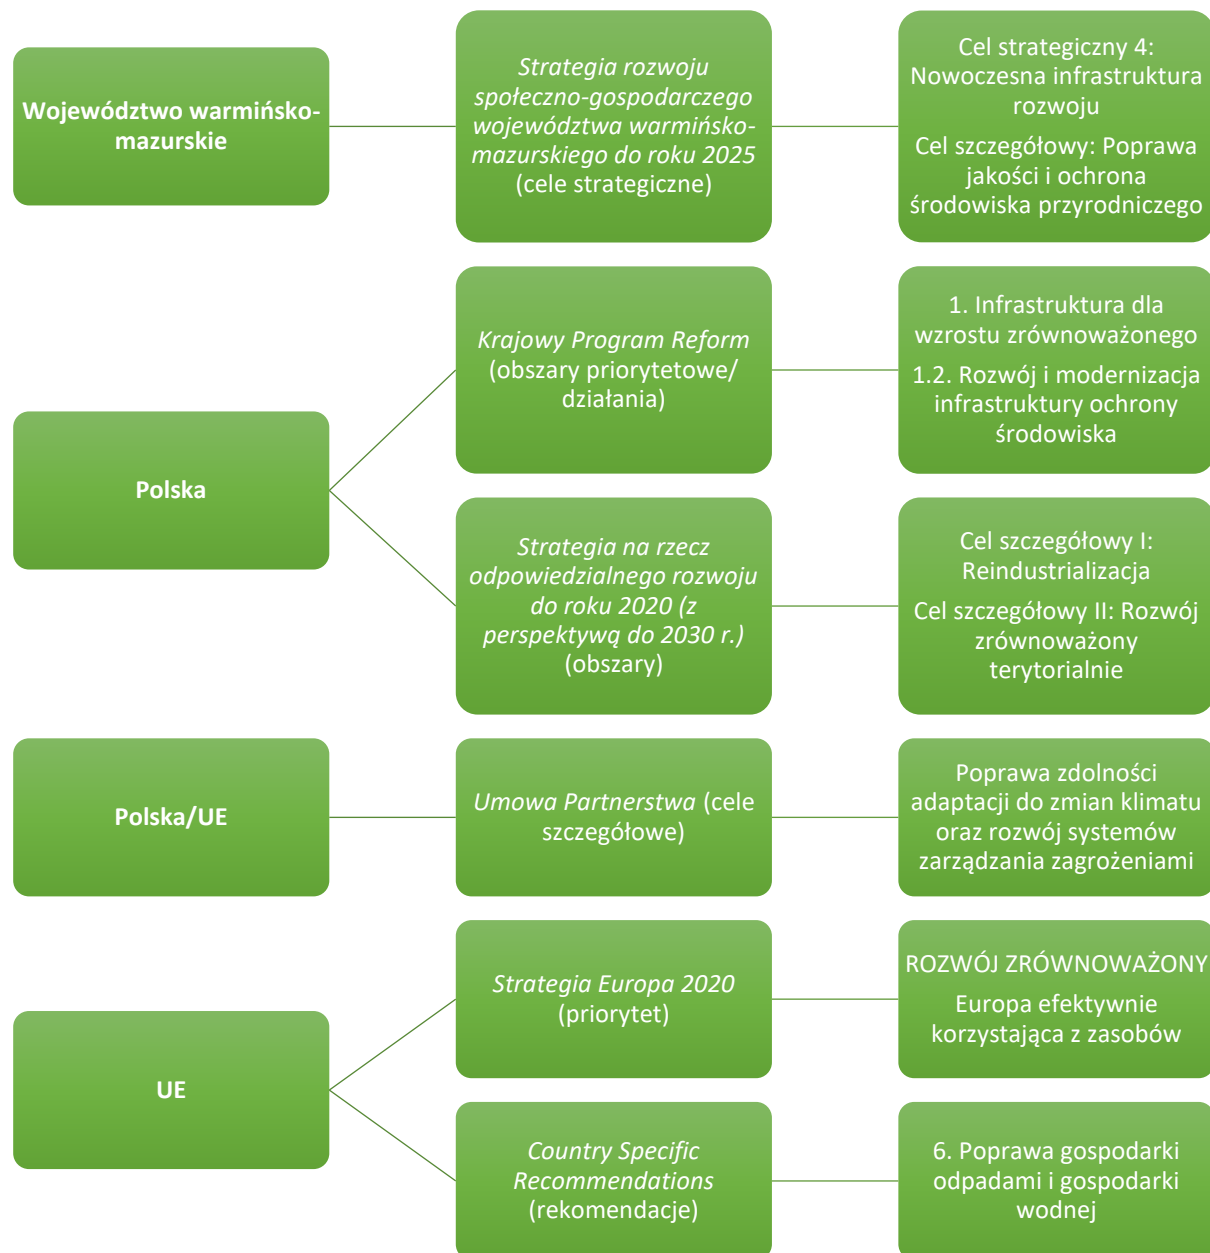 Województwo warmińsko-
mazurskie
Strategia rozwoju
społeczno-gospodarczego
województwa warmińsko-
mazurskiego do roku 2025
(cele strategiczne)
Cel strategiczny 4:
Nowoczesna infrastruktura
rozwoju
Cel szczegółowy: Poprawa
jakości i ochrona
środowiska przyrodniczego
Polska
Krajowy Program Reform
(obszary priorytetowe/
działania)
1. Infrastruktura dla
wzrostu zrównoważonego
1.2. Rozwój i modernizacja
infrastruktury ochrony
środowiska
Strategia na rzecz
odpowiedzialnego rozwoju
do roku 2020 (z
perspektywą do 2030 r.)
(obszary)
Cel szczegółowy I:
Reindustrializacja
Cel szczegółowy II: Rozwój
zrównoważony
terytorialnie
Polska/UE
Umowa Partnerstwa (cele
szczegółowe)
Poprawa zdolności
adaptacji do zmian klimatu
oraz rozwój systemów
zarządzania zagrożeniami
UE
Strategia Europa 2020
(priorytet)
ROZWÓJ ZRÓWNOWAŻONY
Europa efektywnie
korzystająca z zasobów
Country Specific
Recommendations
(rekomendacje)
6. Poprawa gospodarki
odpadami i gospodarki
wodnej